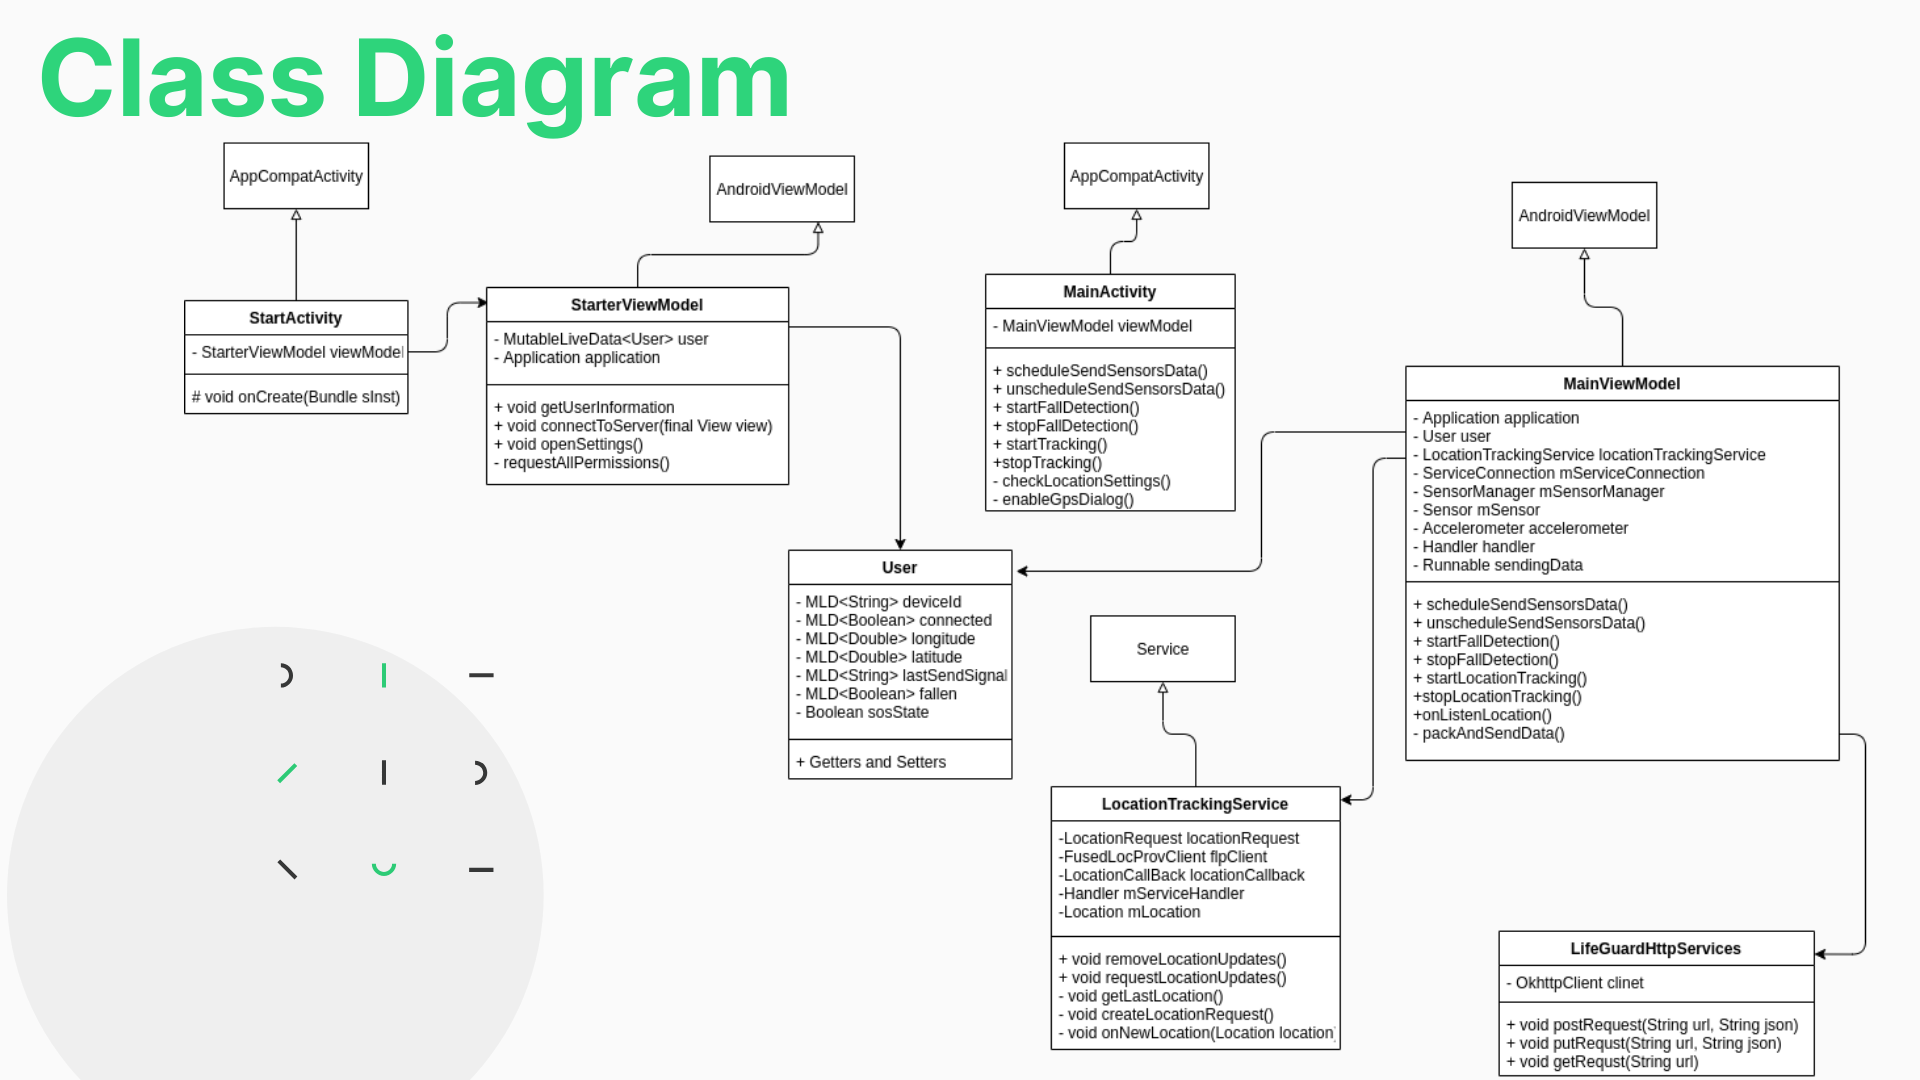 Class Diagram
AppCompatActivity
AndroidViewModel
AppCompatActivity
AndroidViewModel
StartActivity
- StarterViewModel viewModel
# void onCreate(Bundle sInst)
StarterViewModel
- MutableLiveData<User> user
- Application application
+ void getUserInformation
+ void connectToServer(final View view)
+ void openSettings()
- requestAllPermissions()
MainActivity
- MainViewModel viewModel
+ scheduleSendSensorsData()
+ unscheduleSendSensorsData()
+ startFallDetection()
+ stopFallDetection()
+ startTracking()
+stopTracking()
- checkLocationSettings()
- enableGpsDialog()
MainViewModel
- Application application
- User user
- LocationTrackingService locationTrackingService
- ServiceConnection mServiceConnection
- SensorManager mSensorManager
- Sensor mSensor
- Accelerometer accelerometer
- Handler handler
- Runnable sendingData
+ scheduleSendSensorsData()
+ unscheduleSendSensorsData()
+ startFallDetection()
+ stopFallDetection()
+ startLocationTracking()
+stopLocationTracking()
+onListenLocation()
- packAndSendData()
User
- MLD<String> deviceId
- MLD<Boolean> connected
- MLD<Double> longitude
- MLD<Double> latitude
- MLD<String> lastSendSignal
- MLD<Boolean> fallen
- Boolean sosState
+ Getters and Setters
Service
LocationTrackingService
-LocationRequest locationRequest
-FusedLocProvClient flpClient
-LocationCallBack locationCallback
-Handler mServiceHandler
-Location mLocation
+ void removeLocationUpdates()
+ void requestLocationUpdates()
- void getLastLocation()
- void createLocationRequest()
- void onNewLocation(Location location)
LifeGuardHttpServices
- OkhttpClient clinet
+ void postRequest(String url, String json)
+ void putRequst(String url, String json)
+ void getRequst(String url)